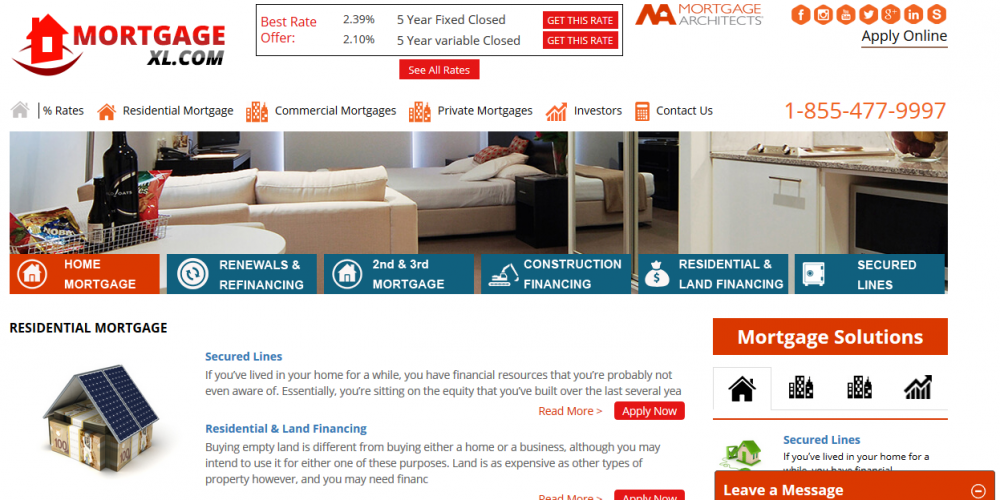 MORTGAGE
XL.COM
Best Rate
Offer:
2.39% 5 Year Fixed Closed GET THIS RATE
2.10% 5 Year variable Closed GET THIS RATE
See All Rates
MORTGAGE
ARCHITECTS
Apply Online
% Rates Residential Mortgage Commercial Mortgages Private Mortgages Investors Contact Us 1-855-477-9997
HOME
MORTGAGE
RENEWALS &
REFINANCING
2nd & 3rd
MORTGAGE
CONSTRUCTION
FINANCING
RESIDENTIAL &
LAND FINANCING
SECURED
LINES
RESIDENTIAL MORTGAGE
Secured Lines
If you've lived in your home for a while, you have financial resources that you're probably not
even aware of. Essentially, you're sitting on the equity that you've built over the last several yea
Read More > Apply Now
Residential & Land Financing
Buying empty land is different from buying either a home or a business, although you may
intend to use it for either one of these purposes. Land is as expensive as other types of
property however, and you may need financ
Read More > Apply Now
100
Mortgage Solutions
Secured Lines
If you've lived in your home for a
while, you have financial
Leave a Message